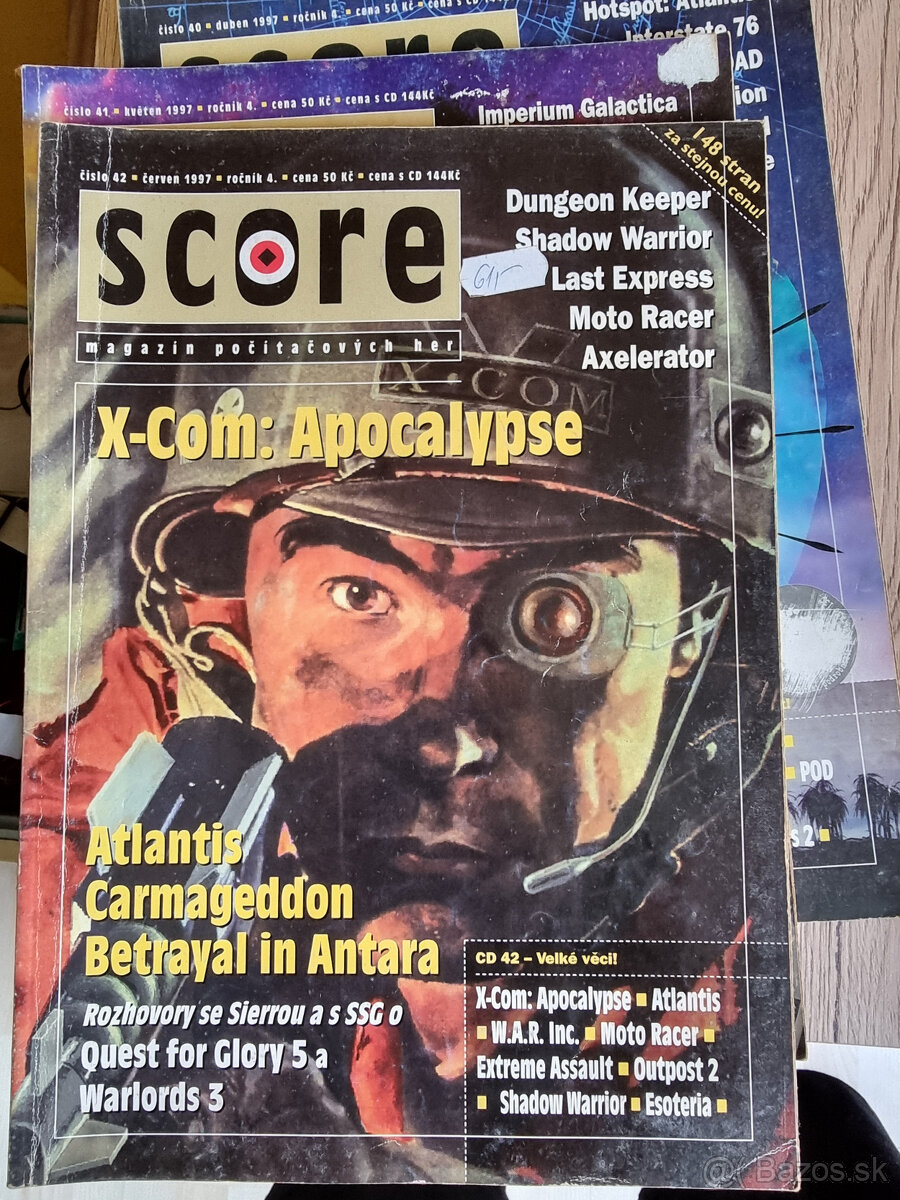 číslo 40 ■ duben 1997 ■ ročník 4. ■ cena 50 Kč ■ cena s CD
Hotspot: Atlantis
Interstate 76
score
číslo 41 ■ květen 1997 ■ ročník 4. ■ cena 50 Kč ■ cena s CD 144Kč
Imperium Galactica
148 stran
za stejnou cenu!
číslo 42 ■ červen 1997 ■ ročník 4. ■ cena 50 Kč ■ cena s CD 144Kč
score
magazín počítačových her
Dungeon Keeper
Shadow Warrior
Last Express
Moto Racer
Axelerator
X-COM
X-Com: Apocalypse
POD
Atlantis
Carmageddon
Betrayal in Antara
Rozhovory se Sierrou a s SSG o
Quest for Glory 5 a
Warlords 3
CD 42 – Velké věci!
X-Com: Apocalypse ■ Atlantis
■ W.A.R. Inc. ■ Moto Racer ■
Extreme Assault ■ Outpost 2
■ Shadow Warrior ■ Esoteria ■
Bazos.sk